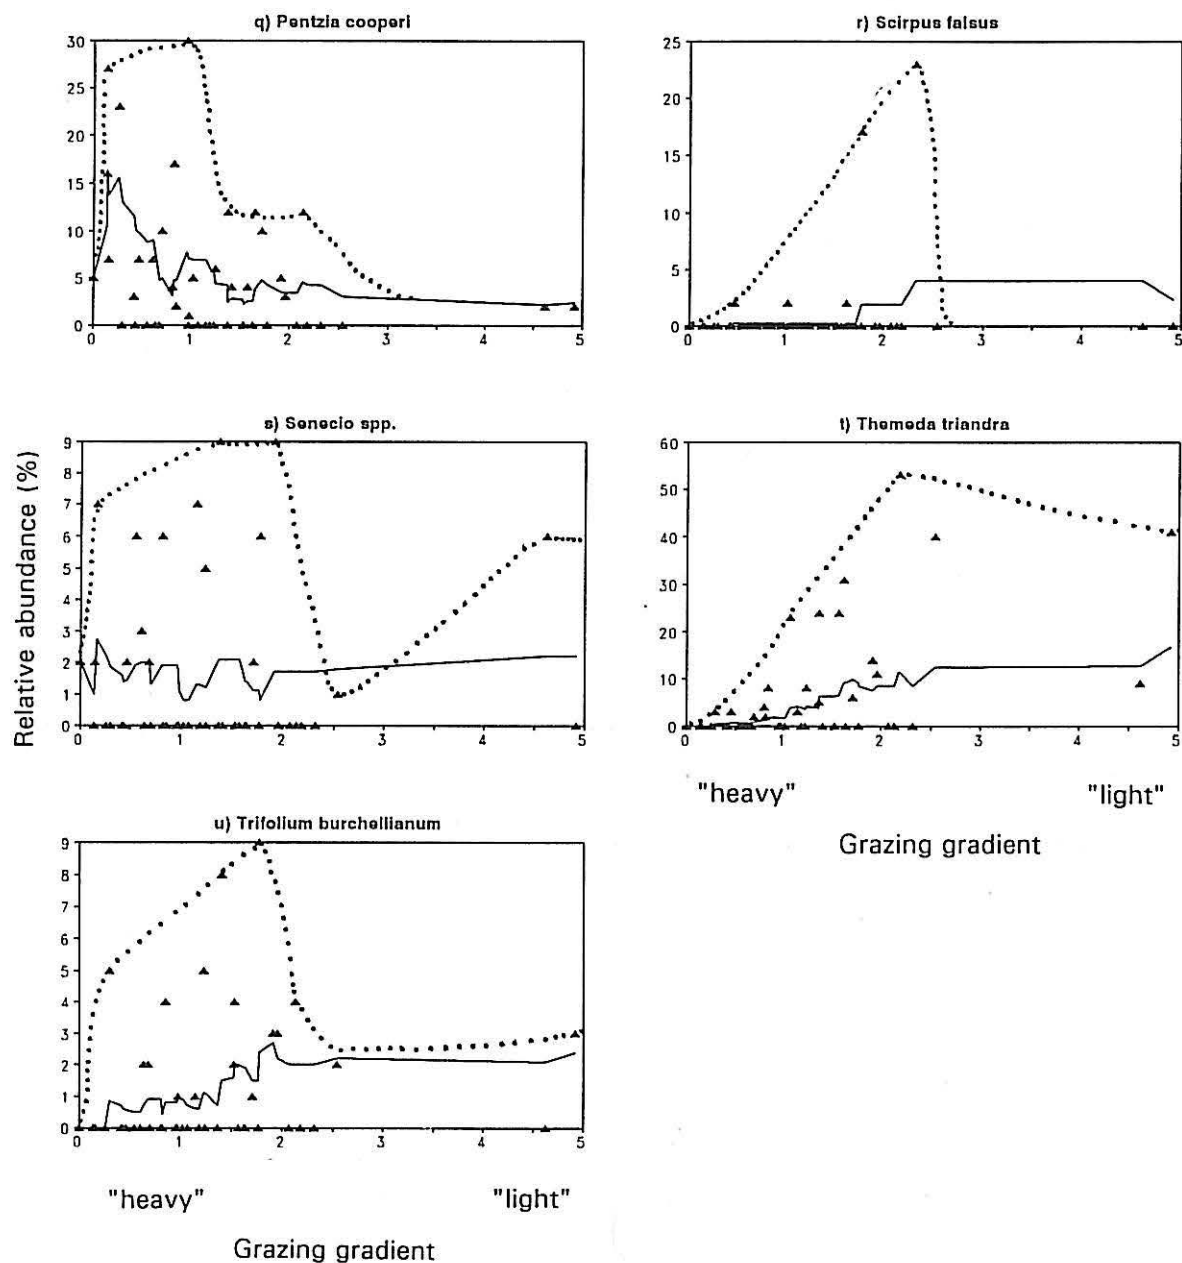 q) Pentzia cooperi
30
25
20
15
10
5
0
0 1 2 3 4 5
r) Scirpus falsus
25
20
15
10
5
0
0 1 2 3 4 5
Relative abundance (%)
s) Senecio spp.
9
8
7
6
5
4
3
2
1
0
0 1 2 3 4 5
t) Themeda triandra
60
50
40
30
20
10
0
0 1 2 3 4 5
"heavy" "light"
Grazing gradient
u) Trifolium burchellianum
9
8
7
6
5
4
3
2
1
0
0 1 2 3 4 5
"heavy" "light"
Grazing gradient